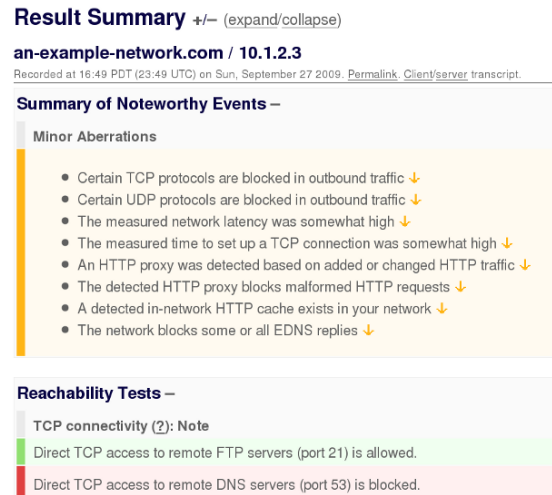 Result Summary +/– (expand/collapse)
an-example-network.com / 10.1.2.3
Recorded at 16:49 PDT (23:49 UTC) on Sun, September 27 2009. Permalink. Client/server transcript.
Summary of Noteworthy Events –
Minor Aberrations
• Certain TCP protocols are blocked in outbound traffic ↓
• Certain UDP protocols are blocked in outbound traffic ↓
• The measured network latency was somewhat high ↓
• The measured time to set up a TCP connection was somewhat high ↓
• An HTTP proxy was detected based on added or changed HTTP traffic ↓
• The detected HTTP proxy blocks malformed HTTP requests ↓
• A detected in-network HTTP cache exists in your network ↓
• The network blocks some or all EDNS replies ↓
Reachability Tests –
TCP connectivity (?): Note
Direct TCP access to remote FTP servers (port 21) is allowed.
Direct TCP access to remote DNS servers (port 53) is blocked.